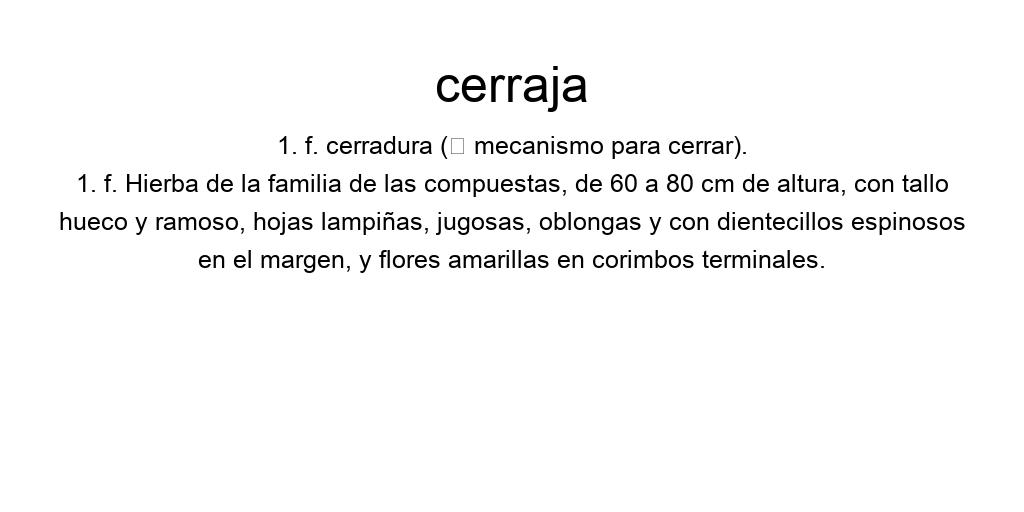 cerraja
1. f. cerradura (□ mecanismo para cerrar).
1. f. Hierba de la familia de las compuestas, de 60 a 80 cm de altura, con tallo
hueco y ramoso, hojas lampiñas, jugosas, oblongas y con dientecillos espinosos
en el margen, y flores amarillas en corimbos terminales.